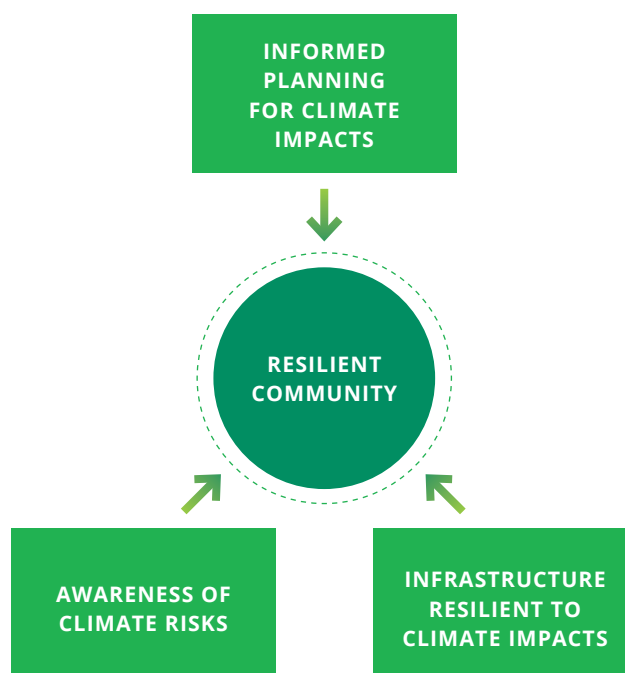 INFORMED
PLANNING
FOR CLIMATE
IMPACTS
RESILIENT
COMMUNITY
AWARENESS OF
CLIMATE RISKS
INFRASTRUCTURE
RESILIENT TO
CLIMATE IMPACTS